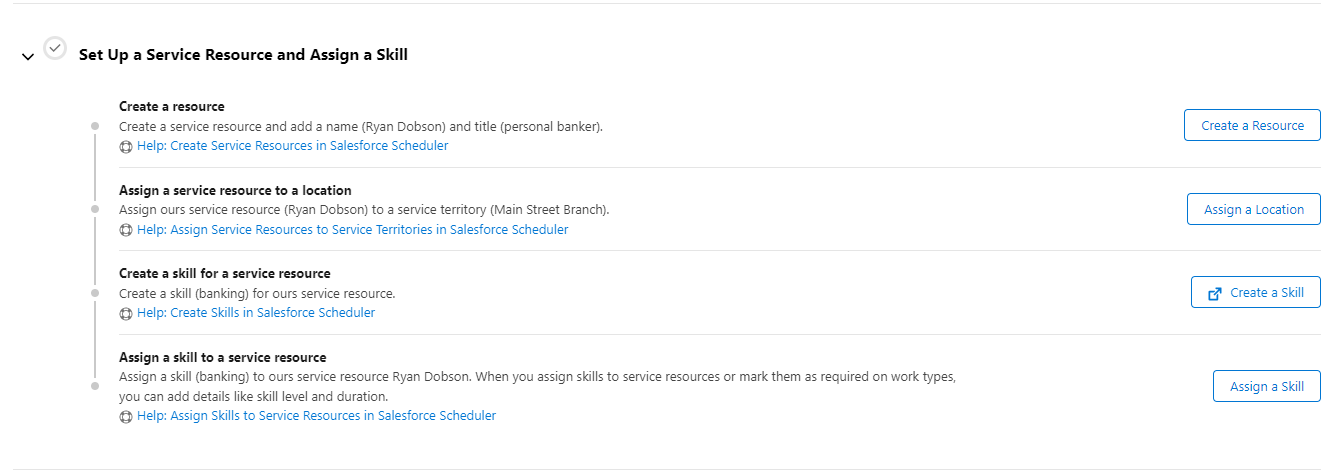 Set Up a Service Resource and Assign a Skill
Create a resource
Create a service resource and add a name (Ryan Dobson) and title (personal banker).
Help: Create Service Resources in Salesforce Scheduler
Create a Resource
Assign a service resource to a location
Assign ours service resource (Ryan Dobson) to a service territory (Main Street Branch).
Help: Assign Service Resources to Service Territories in Salesforce Scheduler
Assign a Location
Create a skill for a service resource
Create a skill (banking) for ours service resource.
Help: Create Skills in Salesforce Scheduler
Create a Skill
Assign a skill to a service resource
Assign a skill (banking) to ours service resource Ryan Dobson. When you assign skills to service resources or mark them as required on work types,
you can add details like skill level and duration.
Help: Assign Skills to Service Resources in Salesforce Scheduler
Assign a Skill